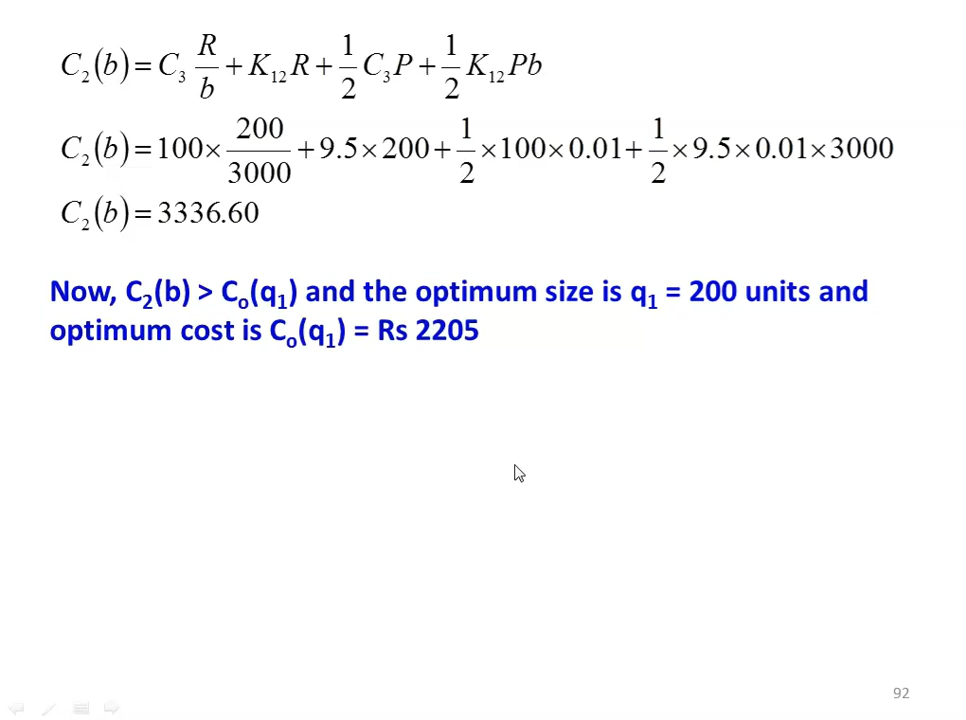 C₂(b) = C₃ R/b + K₁₂R + 1/2 C₃P + 1/2 K₁₂Pb
C₂(b) = 100 × 200/3000 + 9.5 × 200 + 1/2 × 100 × 0.01 + 1/2 × 9.5 × 0.01 × 3000
C₂(b) = 3336.60
Now, C₂(b) > Cₒ(q₁) and the optimum size is q₁ = 200 units and
optimum cost is Cₒ(q₁) = Rs 2205
92